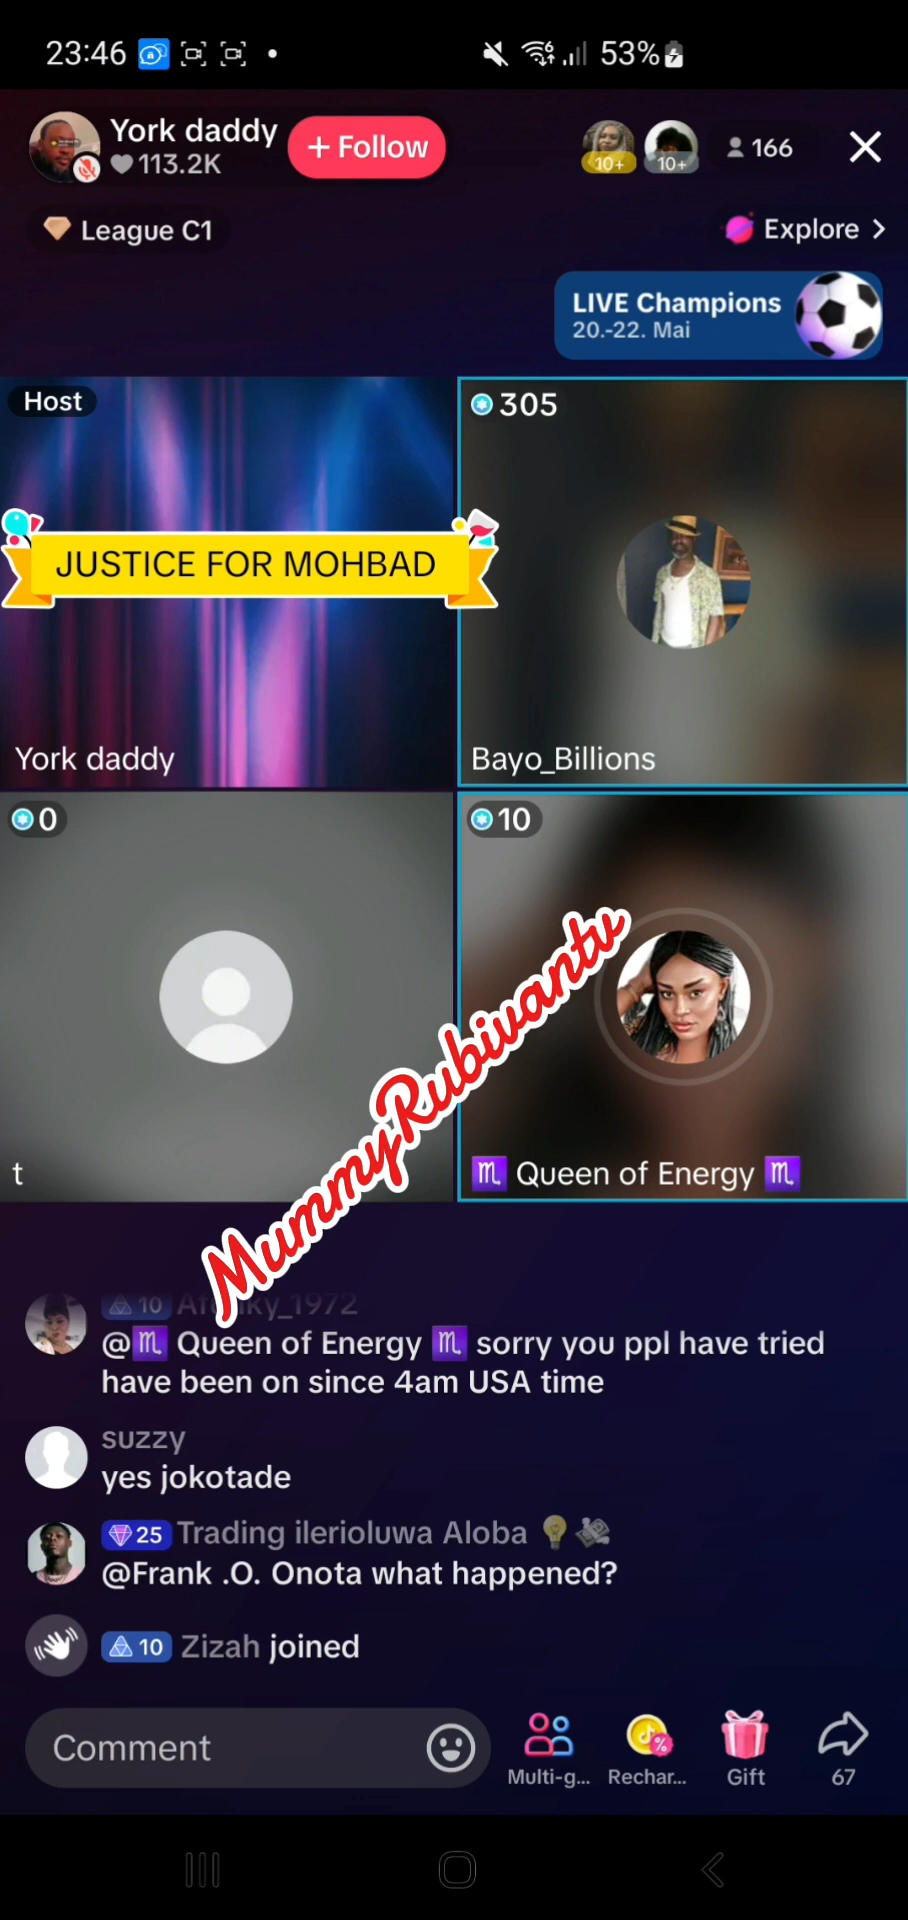 23:46
53%
York daddy
113.2K
+ Follow
10+
10+
166
League C1
Explore >
LIVE Champions
20.-22. Mai
Host
305
JUSTICE FOR MOHBAD
York daddy
Bayo_Billions
0
10
t
♏ Queen of Energy ♏
MummyRubivantv
10
@♏ Queen of Energy ♏ sorry you ppl have tried
have been on since 4am USA time
suzzy
yes jokotade
25 Trading ilerioluwa Aloba
@Frank .O. Onota what happened?
10 Zizah joined
Comment
Multi-g...
Rechar...
Gift
67